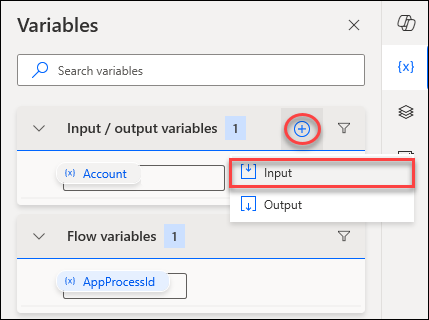 Variables
Search variables
Input / output variables 1
(x) Account
Input
Output
Flow variables 1
(x) AppProcessId
{x}